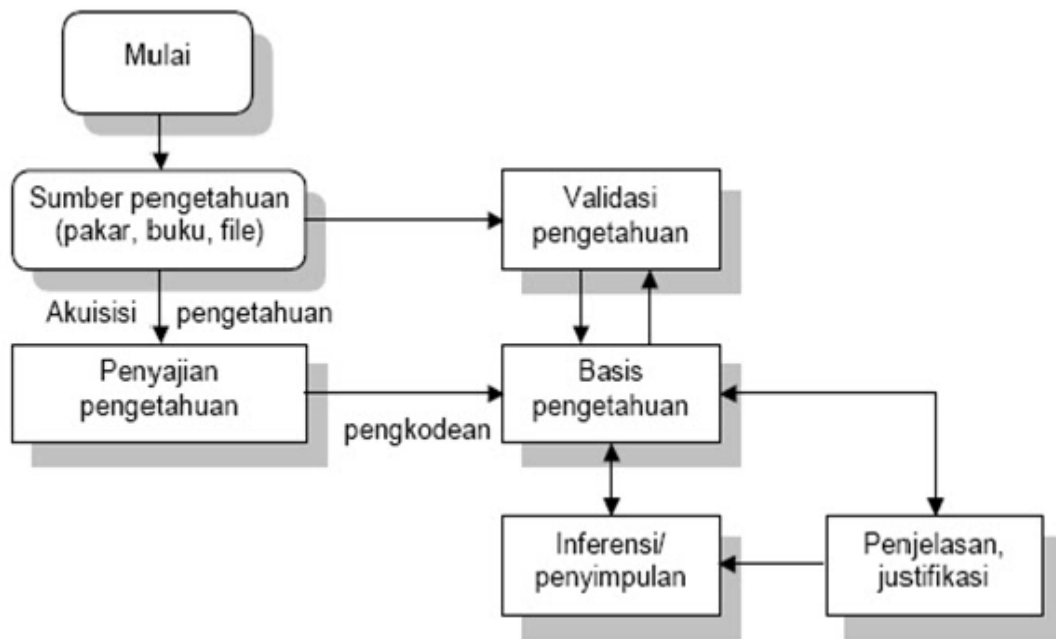 Mulai
Sumber pengetahuan
(pakar, buku, file)
Validasi
pengetahuan
Akuisisi pengetahuan
Penyajian
pengetahuan
pengkodean
Basis
pengetahuan
Inferensi/
penyimpulan
Penjelasan,
justifikasi